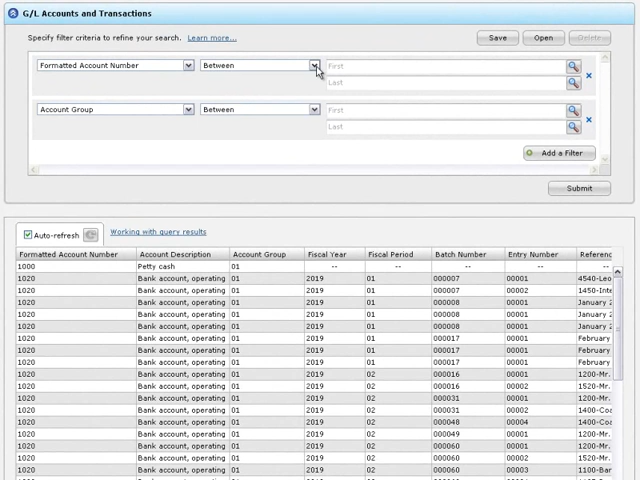 G/L Accounts and Transactions
Specify filter criteria to refine your search. Learn more... Save Open Delete
Formatted Account Number Between First
Last
Account Group Between First
Last
Add a Filter
Submit
Auto-refresh Working with query results
Formatted Account Number Account Description Account Group Fiscal Year Fiscal Period Batch Number Entry Number Referenc
1000 Petty cash 01 -- -- -- -- --
1020 Bank account, operating 01 2019 01 000007 00001 4540-Leo
1020 Bank account, operating 01 2019 01 000007 00002 1450-Inte
1020 Bank account, operating 01 2019 01 000008 00001 January 2
1020 Bank account, operating 01 2019 01 000008 00001 January 2
1020 Bank account, operating 01 2019 01 000008 00001 January 2
1020 Bank account, operating 01 2019 01 000017 00001 February
1020 Bank account, operating 01 2019 01 000017 00001 February
1020 Bank account, operating 01 2019 01 000017 00001 February
1020 Bank account, operating 01 2019 02 000016 00001 1200-Mr.
1020 Bank account, operating 01 2019 02 000016 00002 1520-Mr.
1020 Bank account, operating 01 2019 02 000031 00001 1200-Mr.
1020 Bank account, operating 01 2019 02 000031 00002 1400-Coa
1020 Bank account, operating 01 2019 02 000048 00004 1400-Coa
1020 Bank account, operating 01 2019 02 000049 00001 1200-Mr.
1020 Bank account, operating 01 2019 02 000060 00001 1200-Mr.
1020 Bank account, operating 01 2019 02 000060 00002 1520-Mr.
1020 Bank account, operating 01 2019 02 000060 00003 1100-Bar